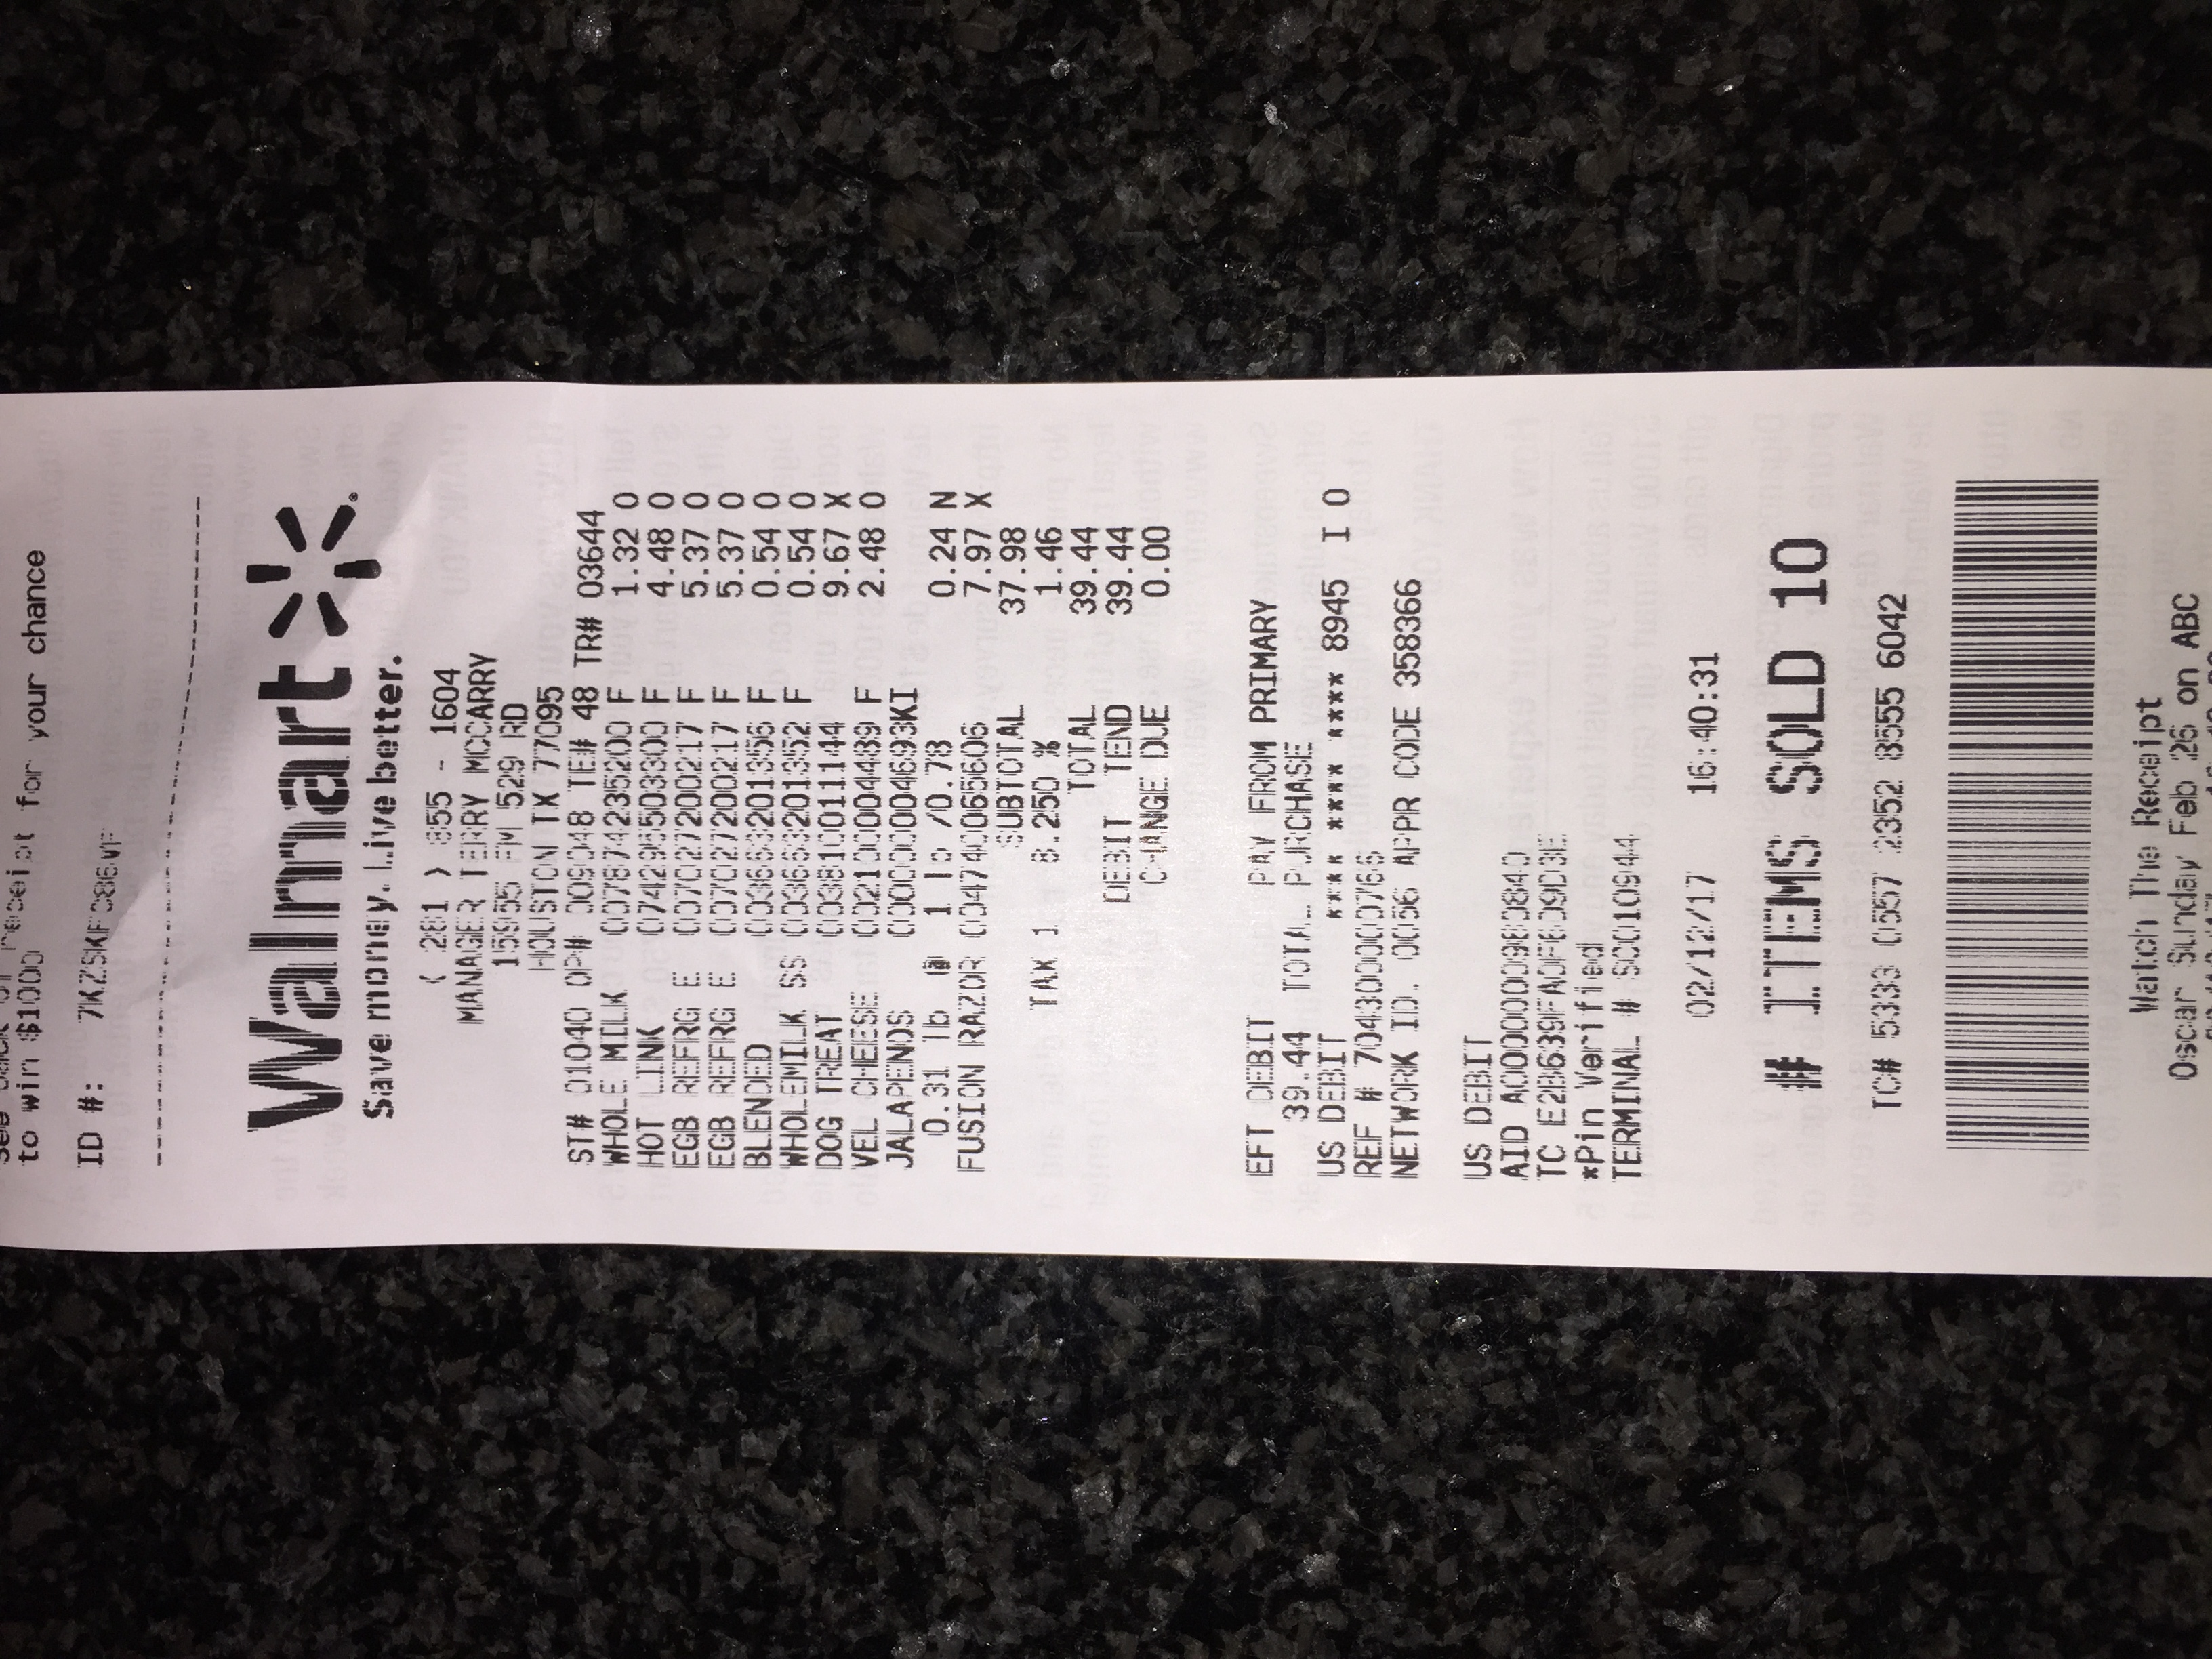 See back of receipt for your chance
to win $1000
ID #: 7KZSKFC86VF
Walmart
Save money. Live better.
( 281 ) 855 - 1604
MANAGER TERRY MCCARRY
15955 FM 529 RD
HOUSTON TX 77095
ST# 01040 OP# 009048 TE# 48 TR# 03644
WHOLE MILK 007874235200 F 1.32 O
HOT LINK 074295503300 F 4.48 O
EGB REFRG E 007027200217 F 5.37 O
EGB REFRG E 007027200217 F 5.37 O
BLENDED 003663201356 F 0.54 O
WHOLEMILK SS 003663201352 F 0.54 O
DOG TREAT 003810011144 9.67 X
VEL CHEESE 002100004489 F 2.48 O
JALAPENOS 000000004693KI
0.31 lb @ 1 lb /0.78 0.24 N
FUSION RAZOR 004740065606 7.97 X
SUBTOTAL 37.98
TAX 1 8.250 % 1.46
TOTAL 39.44
DEBIT TEND 39.44
CHANGE DUE 0.00
EFT DEBIT PAY FROM PRIMARY
39.44 TOTAL PURCHASE
US DEBIT **** **** **** 8945 I 0
REF # 704300000766
NETWORK ID. 0056 APPR CODE 358366
US DEBIT
AID A0000000980840
TC E2B639FA0F609D3E
*Pin Verified
TERMINAL # SC010944
02/12/17 16:40:31
# ITEMS SOLD 10
TC# 5333 0557 2352 8555 6042
Watch The Receipt
Oscar Sunday Feb 26 on ABC